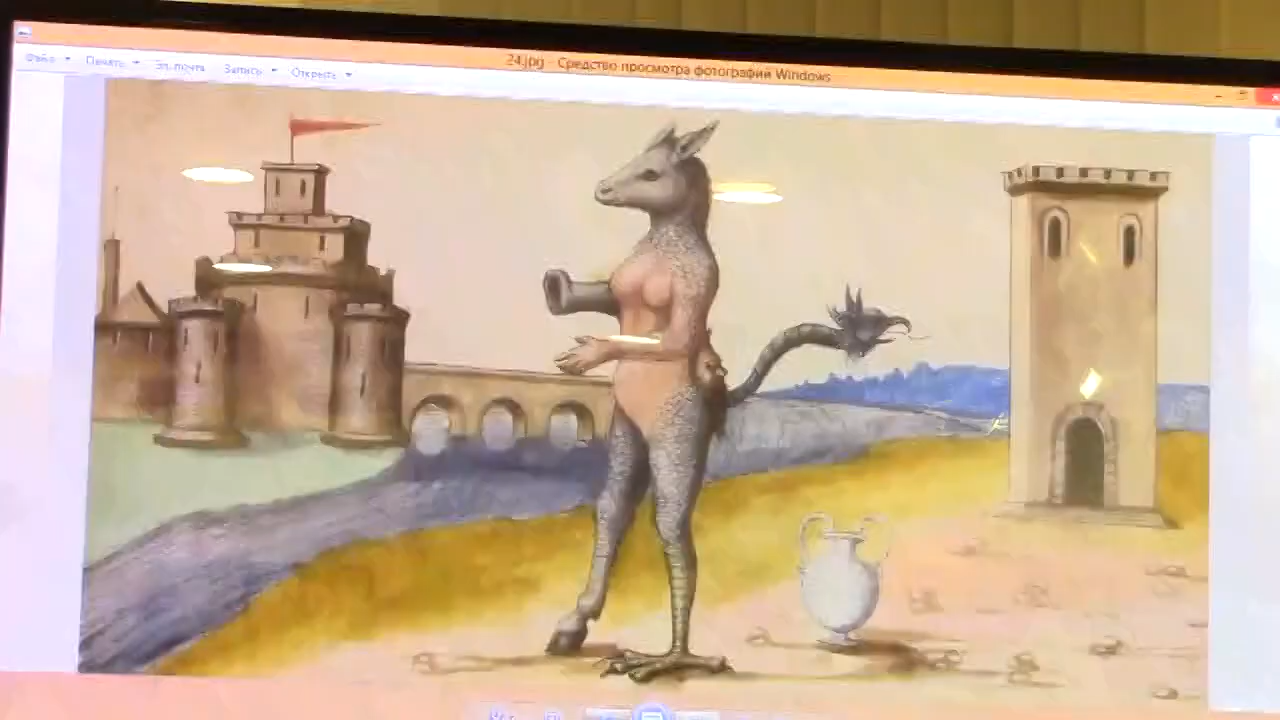 24.jpg - Средство просмотра фотографий Windows
Файл Печать Эл. почта Запись Открыть